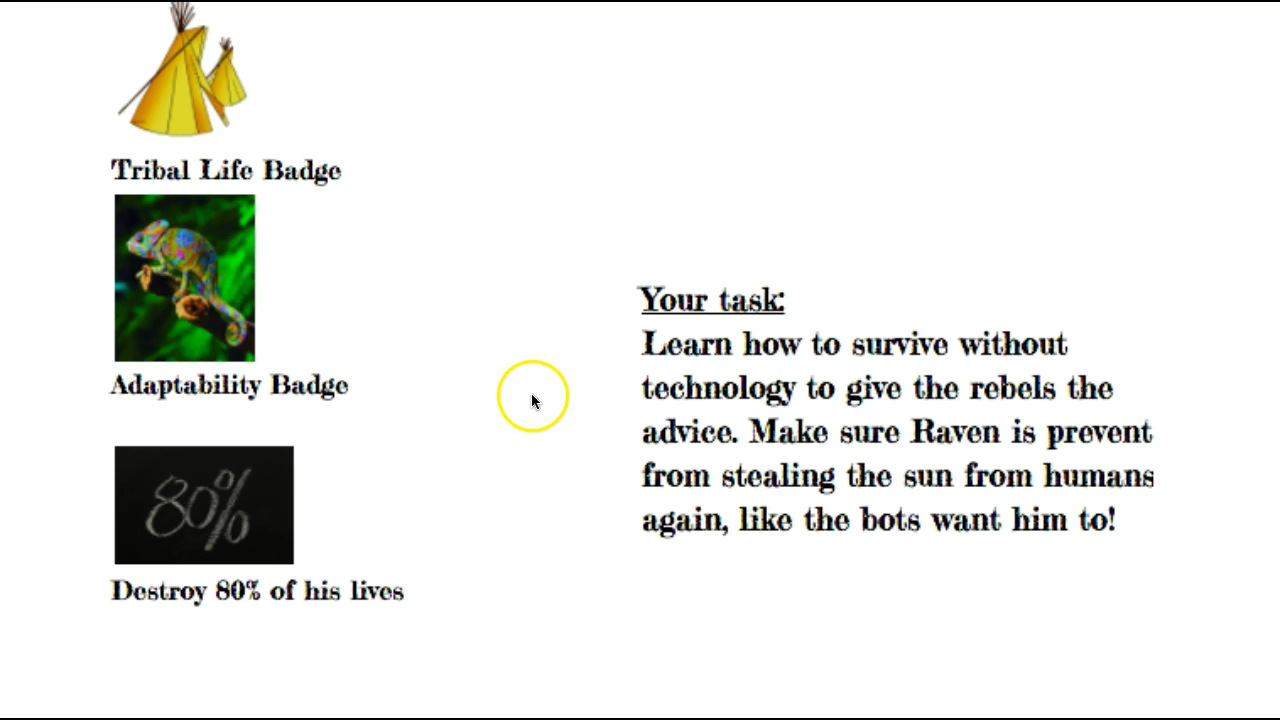 Tribal Life Badge
Adaptability Badge
80%
Destroy 80% of his lives
Your task:
Learn how to survive without
technology to give the rebels the
advice. Make sure Raven is prevent
from stealing the sun from humans
again, like the bots want him to!